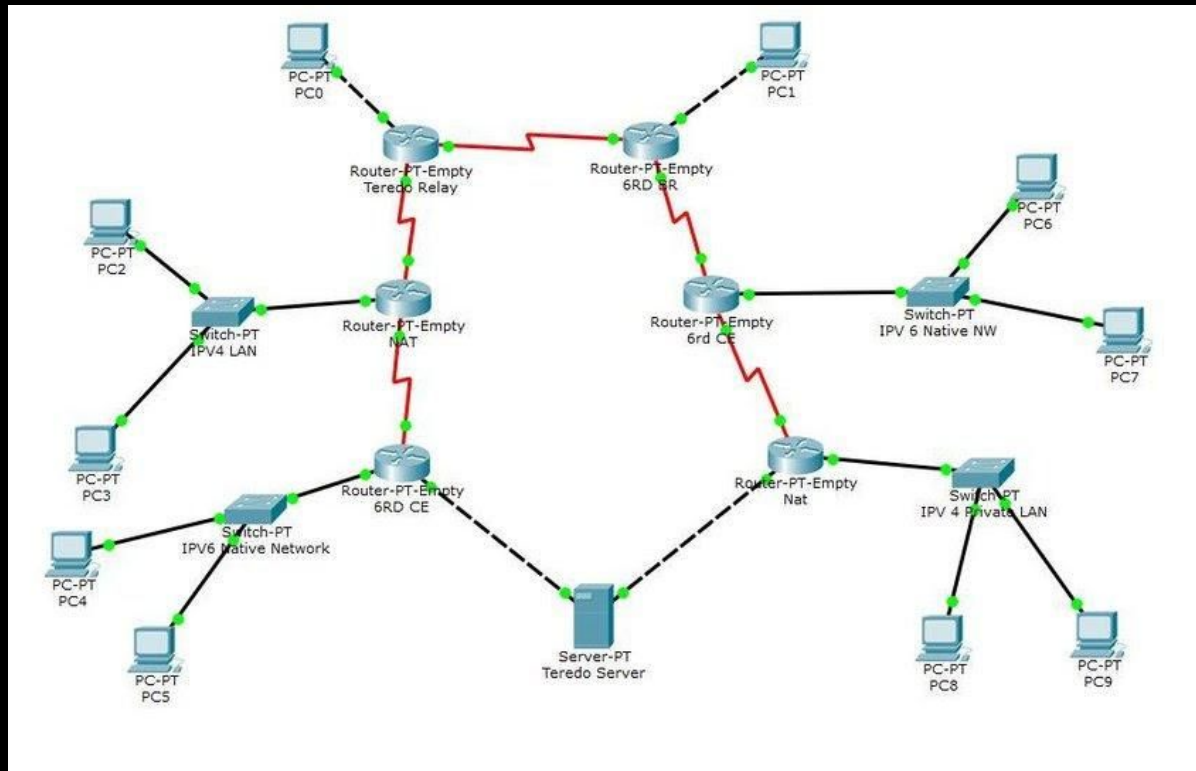 PC-PT
PC0
PC-PT
PC1
Router-PT-Empty
Teredo Relay
Router-PT-Empty
6RD BR
PC-PT
PC6
PC-PT
PC2
Switch-PT
IPV4 LAN
Router-PT-Empty
NAT
Router-PT-Empty
6rd CE
Switch-PT
IPV 6 Native NW
PC-PT
PC7
PC-PT
PC3
Router-PT-Empty
6RD CE
Router-PT-Empty
Nat
Switch-PT
IPV 4 Private LAN
Switch-PT
IPV6 Native Network
PC-PT
PC4
PC-PT
PC5
Server-PT
Teredo Server
PC-PT
PC8
PC-PT
PC9